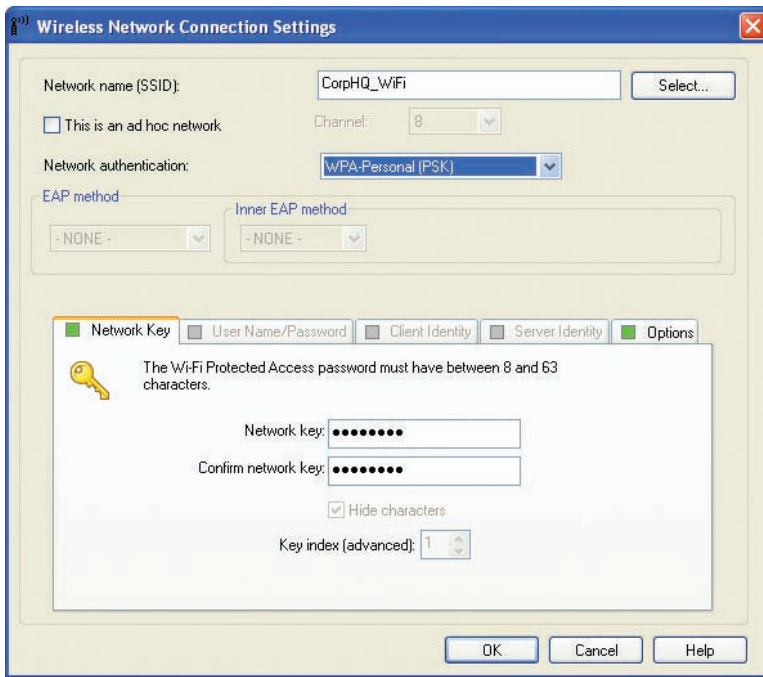 Wireless Network Connection Settings
Network name (SSID): CorpHQ_WiFi Select...
This is an ad hoc network Channel: 8
Network authentication: WPA-Personal (PSK)
EAP method
Inner EAP method
- NONE - - NONE -
Network Key User Name/Password Client Identity Server Identity Options
The Wi-Fi Protected Access password must have between 8 and 63
characters.
Network key: ●●●●●●●●
Confirm network key: ●●●●●●●●
Hide characters
Key index (advanced): 1
OK Cancel Help